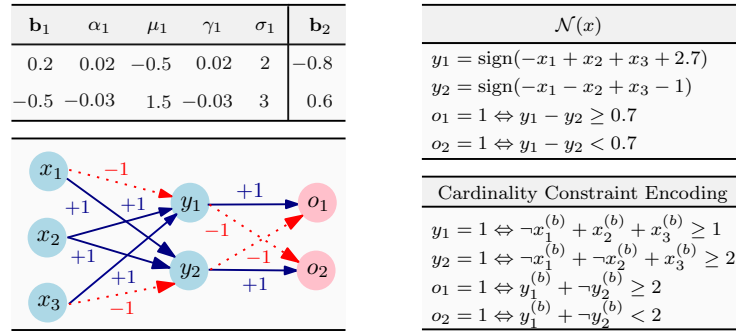 b₁ α₁ μ₁ γ₁ σ₁ b₂
0.2 0.02 −0.5 0.02 2 −0.8
−0.5 −0.03 1.5 −0.03 3 0.6
x₁
−1
+1
+1
y₁
+1
o₁
x₂
−1
+1
+1
−1
y₂
+1
o₂
x₃
−1
N(x)
y₁ = sign(−x₁ + x₂ + x₃ + 2.7)
y₂ = sign(−x₁ − x₂ + x₃ − 1)
o₁ = 1 ⇔ y₁ − y₂ ≥ 0.7
o₂ = 1 ⇔ y₁ − y₂ < 0.7
Cardinality Constraint Encoding
y₁ = 1 ⇔ ¬x₁^(b) + x₂^(b) + x₃^(b) ≥ 1
y₂ = 1 ⇔ ¬x₁^(b) + ¬x₂^(b) + x₃^(b) ≥ 2
o₁ = 1 ⇔ y₁^(b) + ¬y₂^(b) ≥ 2
o₂ = 1 ⇔ y₁^(b) + ¬y₂^(b) < 2